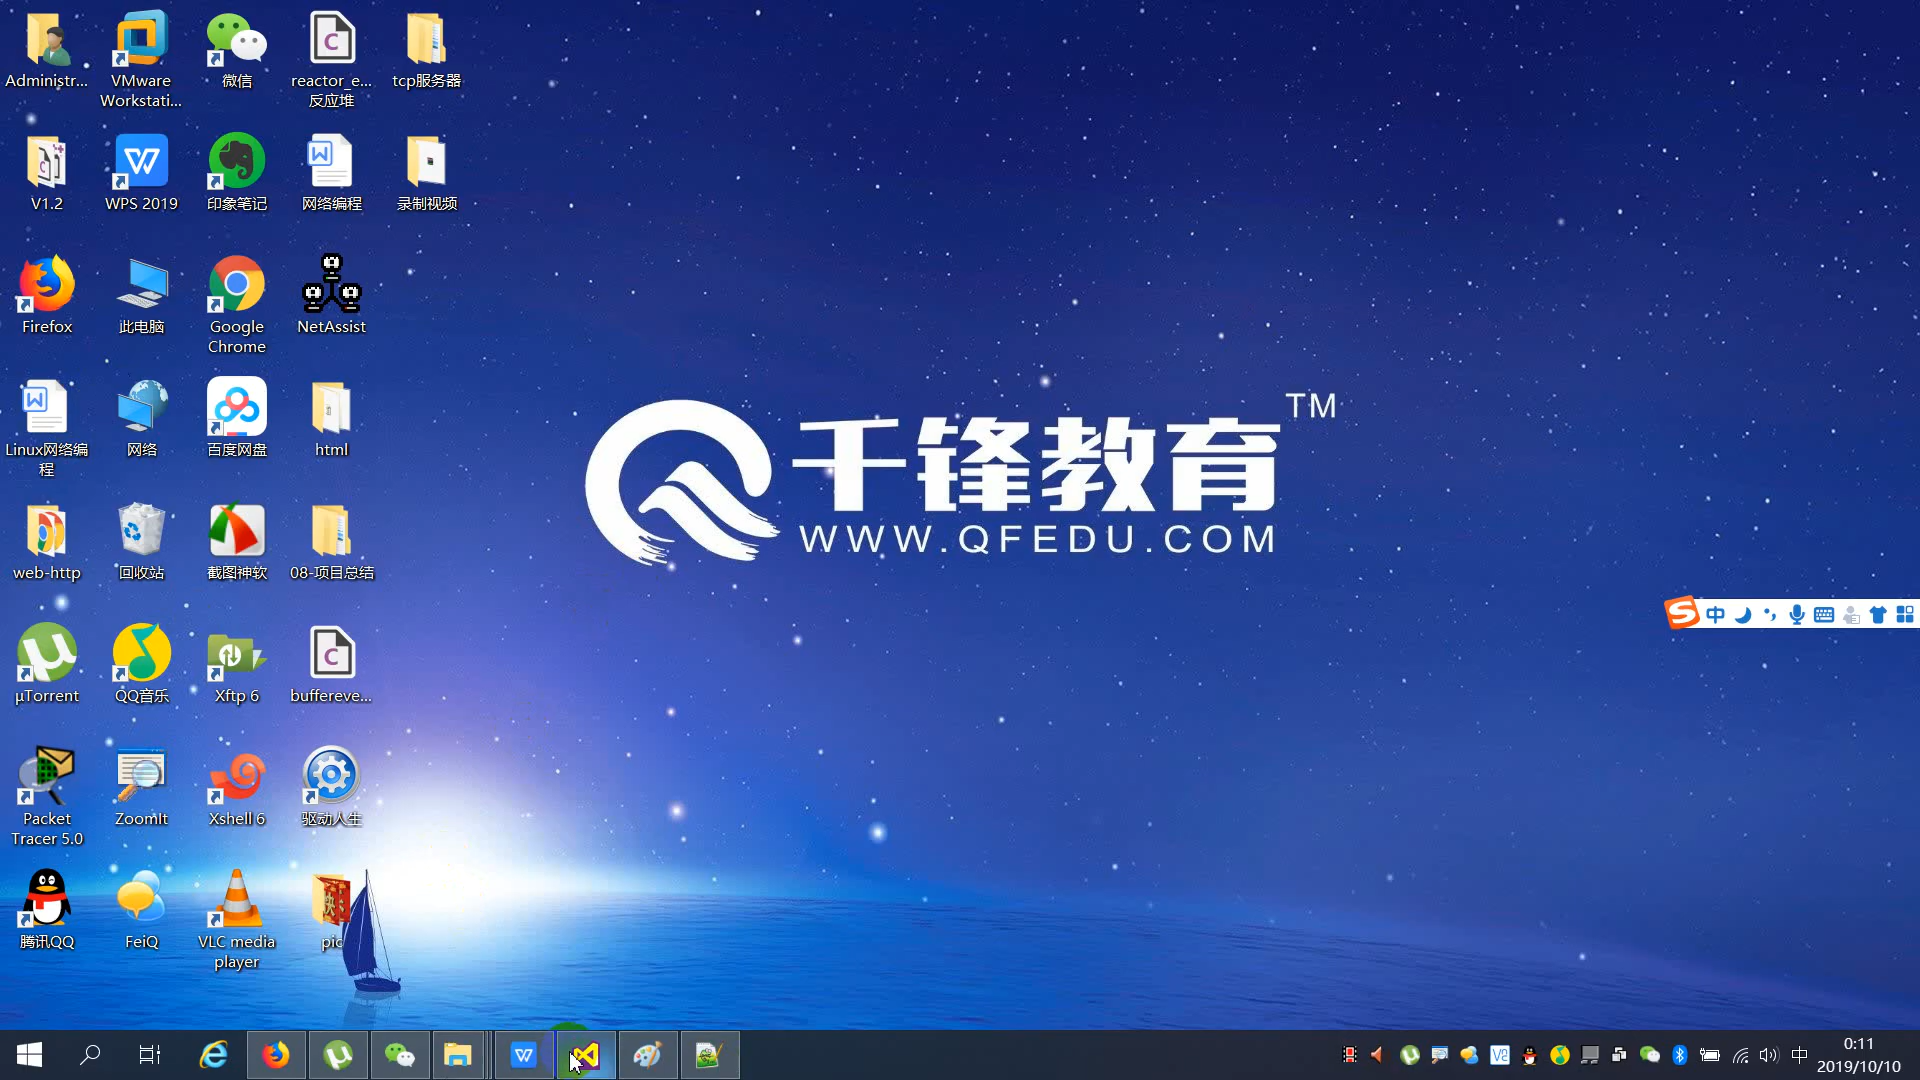 Administr...
VMware
Workstati...
微信
reactor_e...
反应堆
tcp服务器
V1.2
WPS 2019
印象笔记
网络编程
录制视频
Firefox
此电脑
Google
Chrome
NetAssist
Linux网络编
程
网络
百度网盘
html
web-http
回收站
截图神软
08-项目总结
µTorrent
QQ音乐
Xftp 6
buffereve...
Packet
Tracer 5.0
ZoomIt
Xshell 6
驱动人生
腾讯QQ
FeiQ
VLC media
player
pic
千锋教育
TM
WWW.QFEDU.COM
中
中
0:11
2019/10/10